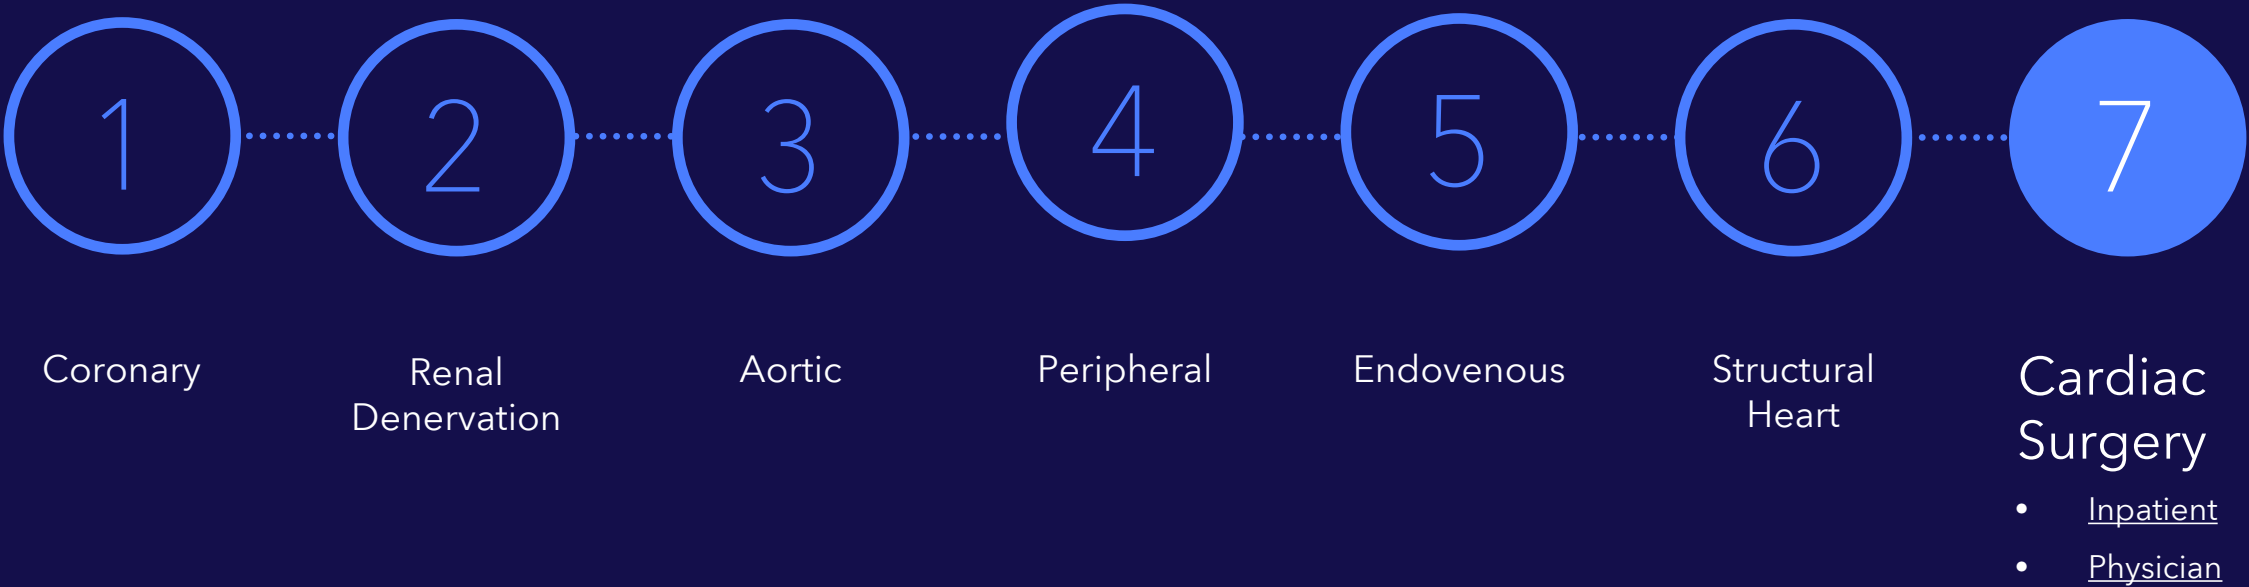 1
2
3
4
5
6
7
Coronary
Renal
Denervation
Aortic
Peripheral
Endovenous
Structural
Heart
Cardiac
Surgery
• Inpatient
• Physician